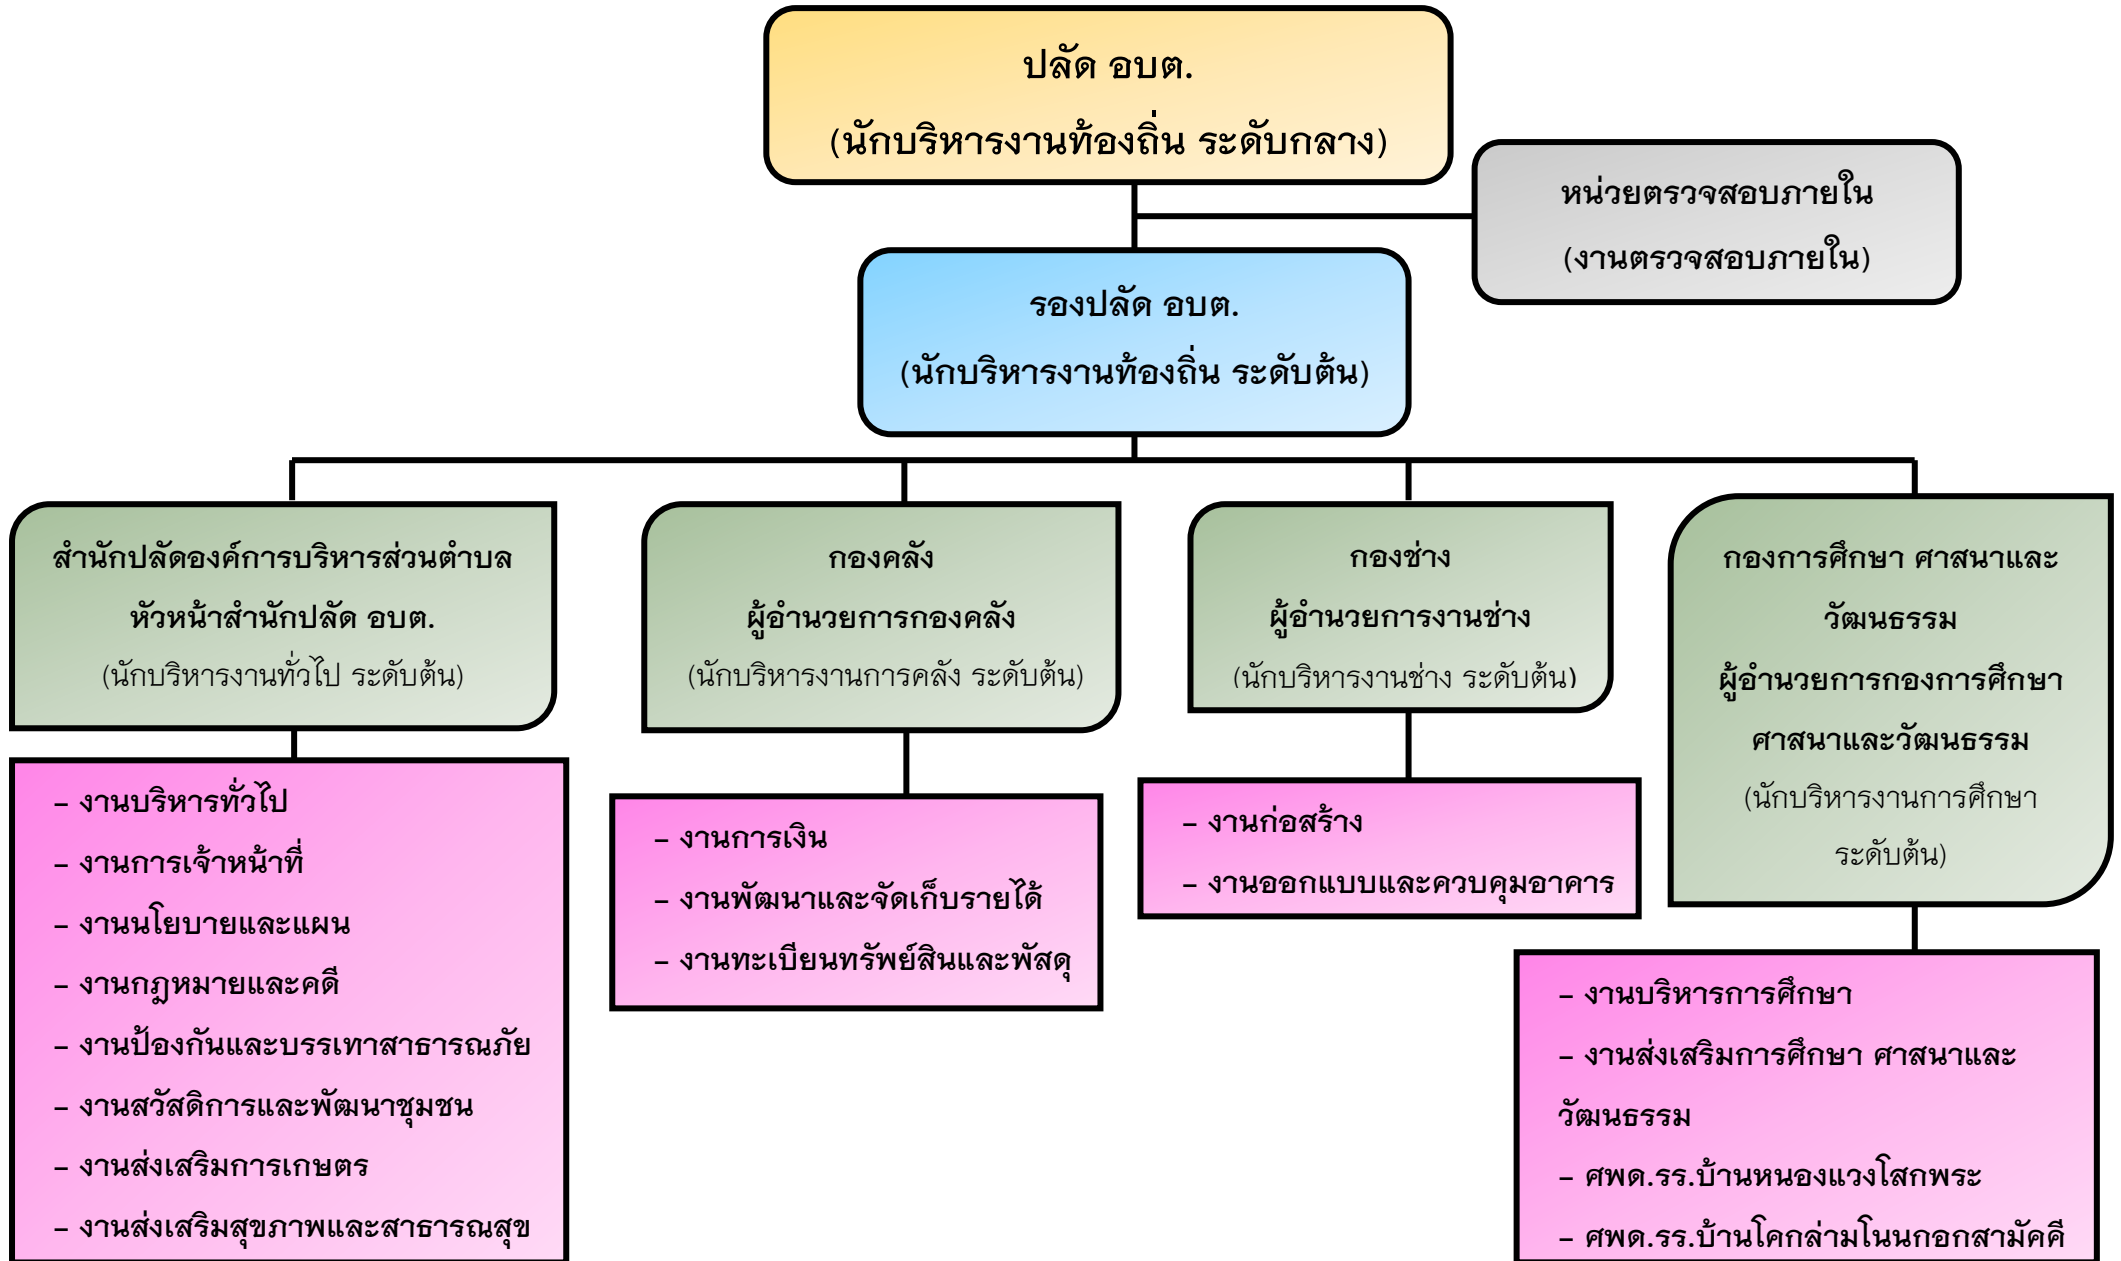 ปลัด อบต.
(นักบริหารงานท้องถิ่น ระดับกลาง)
หน่วยตรวจสอบภายใน
(งานตรวจสอบภายใน)
รองปลัด อบต.
(นักบริหารงานท้องถิ่น ระดับต้น)
สำนักปลัดองค์การบริหารส่วนตำบล
หัวหน้าสำนักปลัด อบต.
(นักบริหารงานทั่วไป ระดับต้น)
กองคลัง
ผู้อำนวยการกองคลัง
(นักบริหารงานการคลัง ระดับต้น)
กองช่าง
ผู้อำนวยการงานช่าง
(นักบริหารงานช่าง ระดับต้น)
กองการศึกษา ศาสนาและ
วัฒนธรรม
ผู้อำนวยการกองการศึกษา
ศาสนาและวัฒนธรรม
(นักบริหารงานการศึกษา
ระดับต้น)
– งานบริหารทั่วไป
– งานการเจ้าหน้าที่
– งานนโยบายและแผน
– งานกฎหมายและคดี
– งานป้องกันและบรรเทาสาธารณภัย
– งานสวัสดิการและพัฒนาชุมชน
– งานส่งเสริมการเกษตร
– งานส่งเสริมสุขภาพและสาธารณสุข
– งานการเงิน
– งานพัฒนาและจัดเก็บรายได้
– งานทะเบียนทรัพย์สินและพัสดุ
– งานก่อสร้าง
– งานออกแบบและควบคุมอาคาร
– งานบริหารการศึกษา
– งานส่งเสริมการศึกษา ศาสนาและ
วัฒนธรรม
– ศพด.รร.บ้านหนองแวงโสกพระ
– ศพด.รร.บ้านโคกล่ามโนนกอกสามัคคี